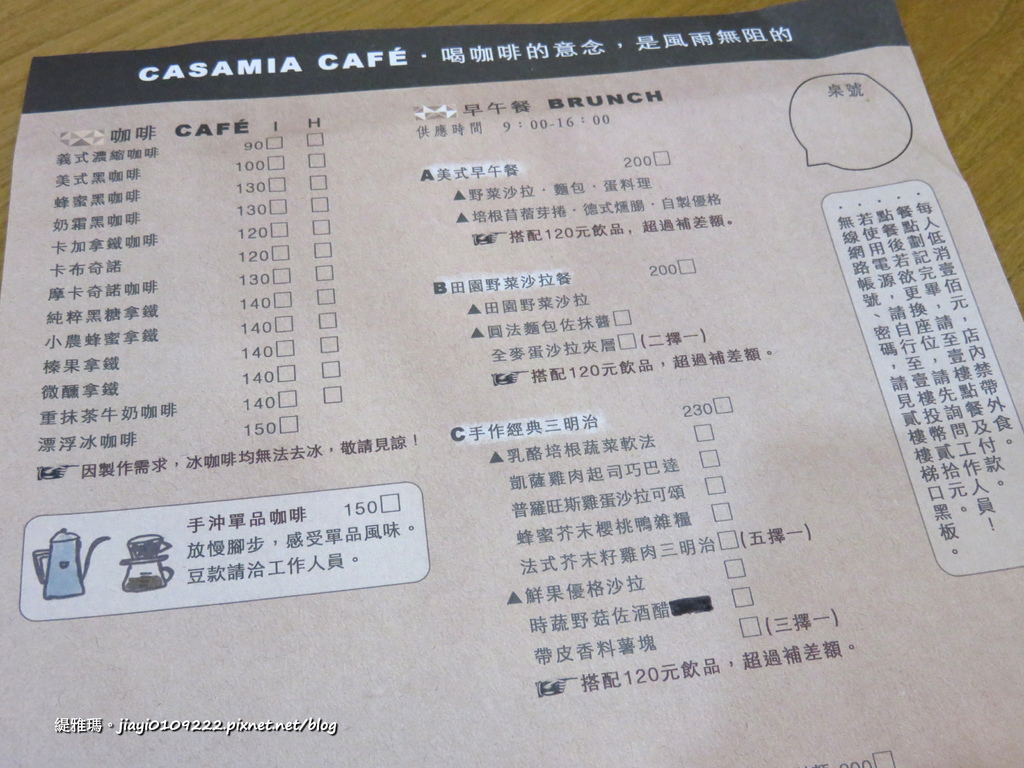 CASAMIA CAFÉ · 喝咖啡的意念，是風雨無阻的
咖啡 CAFÉ I H
義式濃縮咖啡 90□ □
美式黑咖啡 100□ □
蜂蜜黑咖啡 130□ □
奶霜黑咖啡 130□ □
卡加拿鐵咖啡 120□ □
卡布奇諾 120□ □
摩卡奇諾咖啡 130□ □
純粹黑糖拿鐵 140□ □
小農蜂蜜拿鐵 140□ □
榛果拿鐵 140□ □
微醺拿鐵 140□ □
重抹茶牛奶咖啡 140□ □
漂浮冰咖啡 150□
因製作需求，冰咖啡均無法去冰，敬請見諒！
手沖單品咖啡 150□
放慢腳步，感受單品風味。
豆款請洽工作人員。
早午餐 BRUNCH
供應時間 9：00-16：00
A美式早午餐 200□
▲野菜沙拉·麵包·蛋料理
▲培根苜蓿芽捲·德式燻腸·自製優格
搭配120元飲品，超過補差額。
B田園野菜沙拉餐 200□
▲田園野菜沙拉
▲圓法麵包佐抹醬□
全麥蛋沙拉夾層□(二擇一)
搭配120元飲品，超過補差額。
C手作經典三明治 230□
▲乳酪培根蔬菜軟法 □
凱薩雞肉起司巧巴達 □
普羅旺斯雞蛋沙拉可頌 □
蜂蜜芥末櫻桃鴨雜糧 □
法式芥末籽雞肉三明治□(五擇一)
▲鮮果優格沙拉 □
時蔬野菇佐酒醋 □
帶皮香料薯塊 □(三擇一)
搭配120元飲品，超過補差額。
桌號
·每人低消壹佰元，店內禁帶外食。
·餐點劃記完畢，請至壹樓點餐及付款。
·點餐後若欲更換座位，請先詢問工作人員！
·若使用電源，請自行至壹樓投幣貳拾元。
·無線網路帳號、密碼，請見貳樓樓梯口黑板。
200□
緹雅瑪。jiayi0109222.pixnet.net/blog